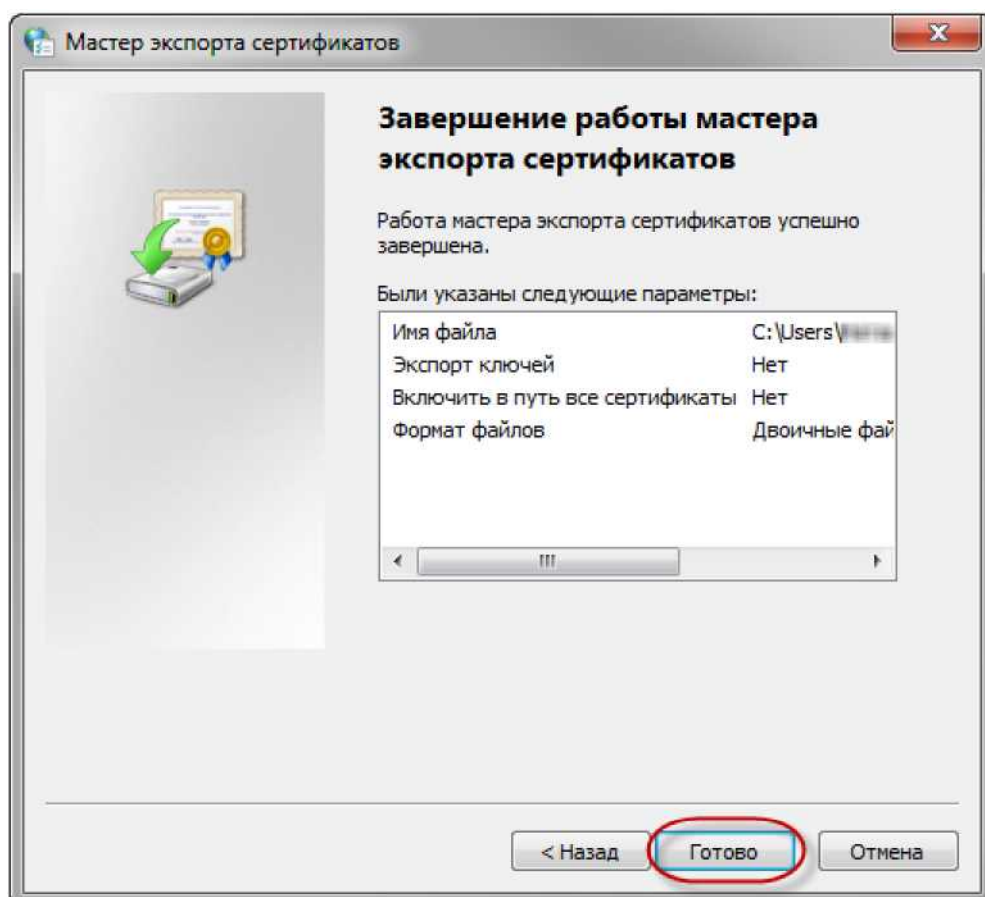 Мастер экспорта сертификатов
Завершение работы мастера
экспорта сертификатов
Работа мастера экспорта сертификатов успешно
завершена.
Были указаны следующие параметры:
Имя файла C:\Users\
Экспорт ключей Нет
Включить в путь все сертификаты Нет
Формат файлов Двоичные фай
< Назад Готово Отмена